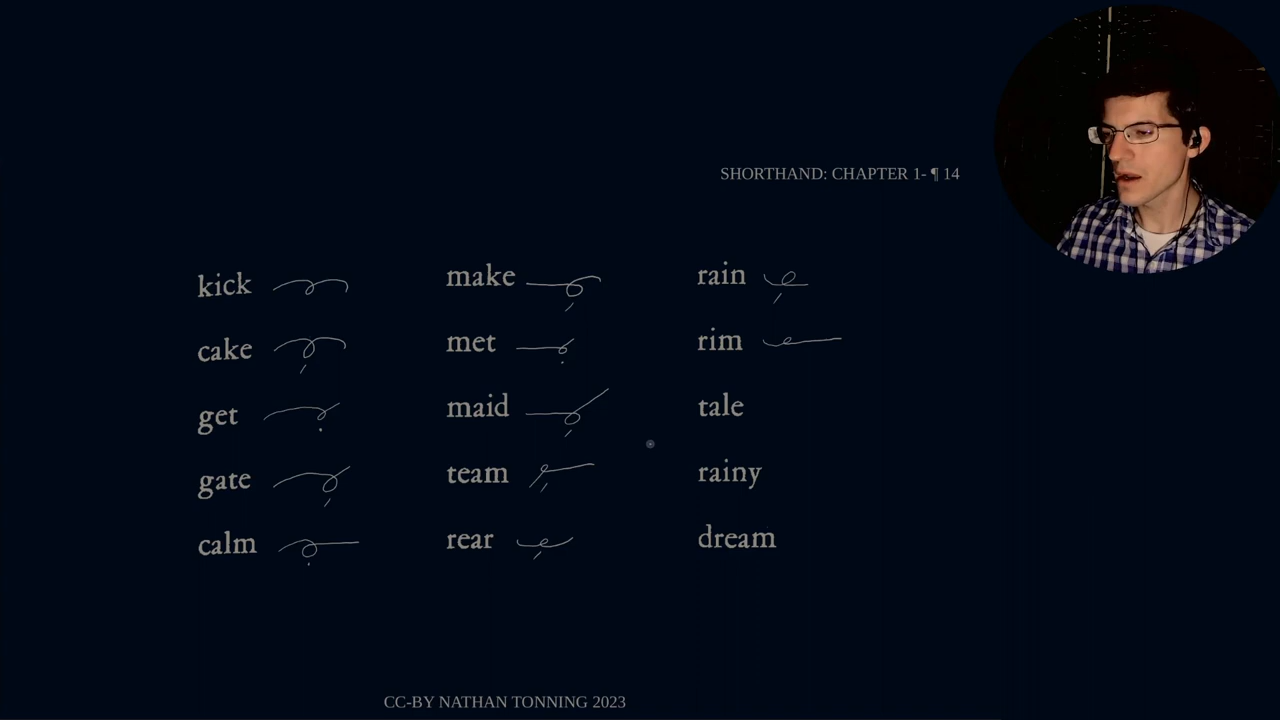 SHORTHAND: CHAPTER 1- ¶ 14
kick
cake
get
gate
calm
make
met
maid
team
rear
rain
rim
tale
rainy
dream
CC-BY NATHAN TONNING 2023